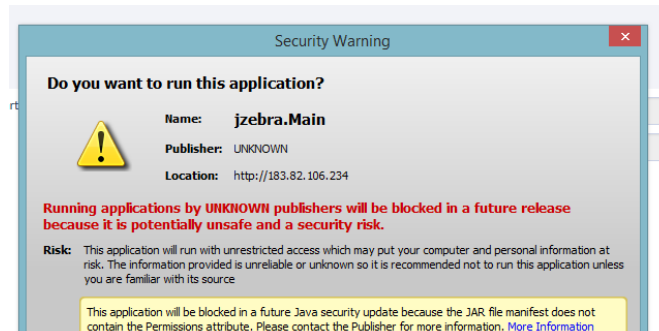 Security Warning
Do you want to run this application?
rt
Name: jzebra.Main
Publisher: UNKNOWN
Location: http://183.82.106.234
Running applications by UNKNOWN publishers will be blocked in a future release
because it is potentially unsafe and a security risk.
Risk: This application will run with unrestricted access which may put your computer and personal information at
risk. The information provided is unreliable or unknown so it is recommended not to run this application unless
you are familiar with its source
This application will be blocked in a future Java security update because the JAR file manifest does not
contain the Permissions attribute. Please contact the Publisher for more information. More Information